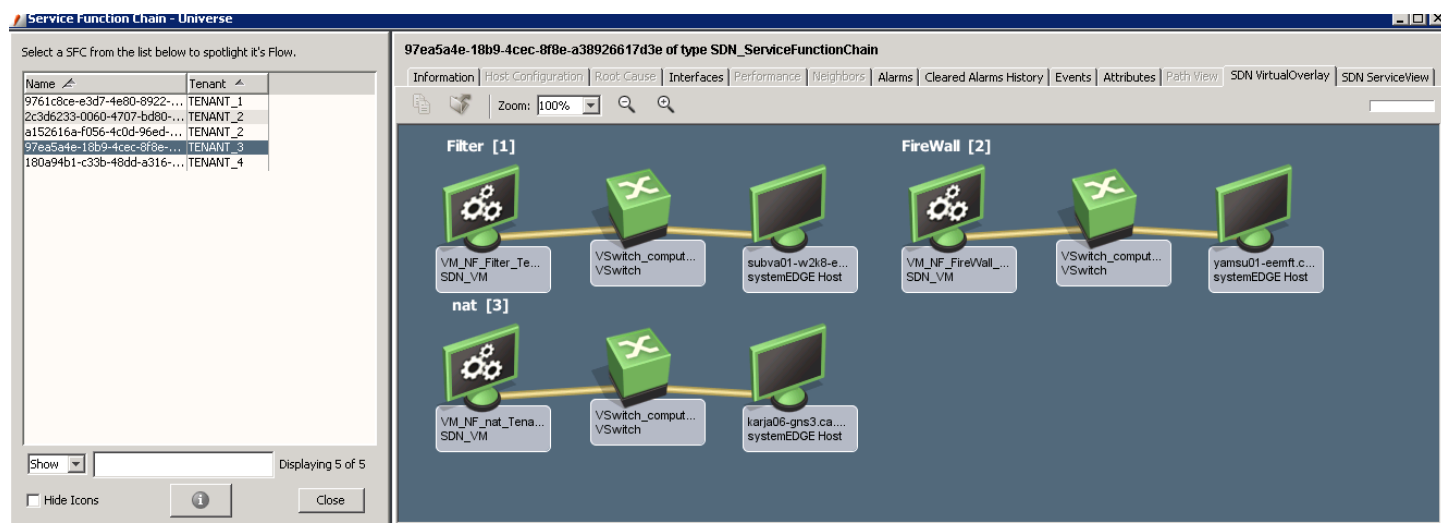 Service Function Chain - Universe
Select a SFC from the list below to spotlight it's Flow.
Name Tenant
9761c8ce-e3d7-4e80-8922-... TENANT_1
2c3d6233-0060-4707-bd80-... TENANT_2
a152616a-f056-4c0d-96ed-... TENANT_2
97ea5a4e-18b9-4cec-8f8e-... TENANT_3
180a94b1-c33b-48dd-a316-... TENANT_4
Show Displaying 5 of 5
Hide Icons Close
97ea5a4e-18b9-4cec-8f8e-a38926617d3e of type SDN_ServiceFunctionChain
Information Host Configuration Root Cause Interfaces Performance Neighbors Alarms Cleared Alarms History Events Attributes Path View SDN VirtualOverlay SDN ServiceView
Zoom: 100%
Filter [1]
VM_NF_Filter_Te...
SDN_VM
VSwitch_comput...
VSwitch
subva01-w2k8-e...
systemEDGE Host
FireWall [2]
VM_NF_FireWall_...
SDN_VM
VSwitch_comput...
VSwitch
yamsu01-eemft.c...
systemEDGE Host
nat [3]
VM_NF_nat_Tena...
SDN_VM
VSwitch_comput...
VSwitch
karja06-gns3.ca....
systemEDGE Host